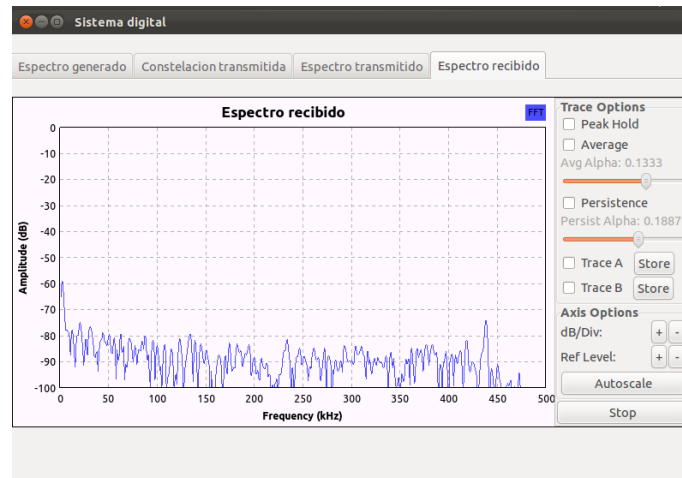 Sistema digital
Espectro generado Constelacion transmitida Espectro transmitido Espectro recibido
Espectro recibido
FFT
Amplitude (dB)
0
-10
-20
-30
-40
-50
-60
-70
-80
-90
-100
0 50 100 150 200 250 300 350 400 450 500
Frequency (kHz)
Trace Options
Peak Hold
Average
Avg Alpha: 0.1333
Persistence
Persist Alpha: 0.1887
Trace A Store
Trace B Store
Axis Options
dB/Div: + -
Ref Level: + -
Autoscale
Stop